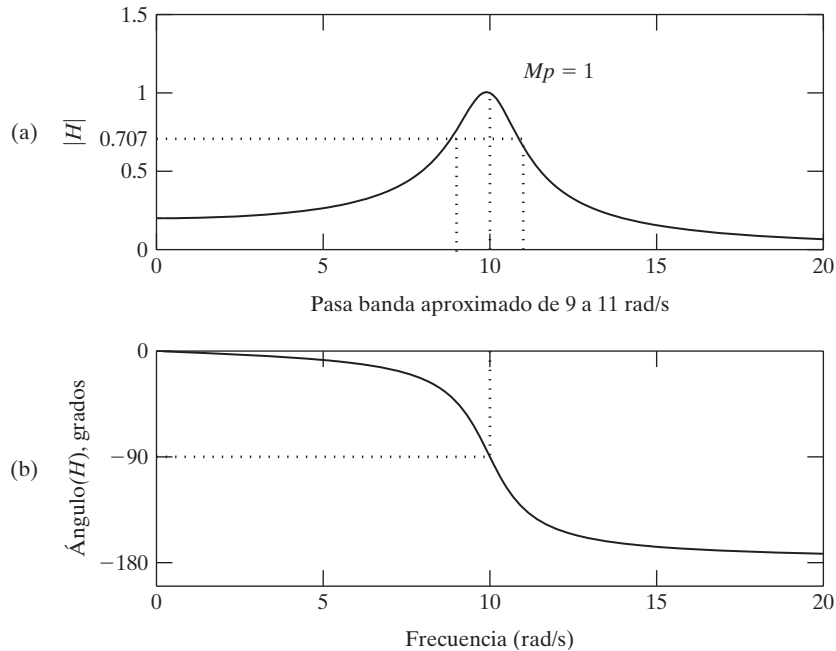 1.5
Mp = 1
1
(a)
|H|
0.707
0.5
0
0 5 10 15 20
Pasa banda aproximado de 9 a 11 rad/s
0
(b)
Ángulo(H), grados
−90
−180
0 5 10 15 20
Frecuencia (rad/s)